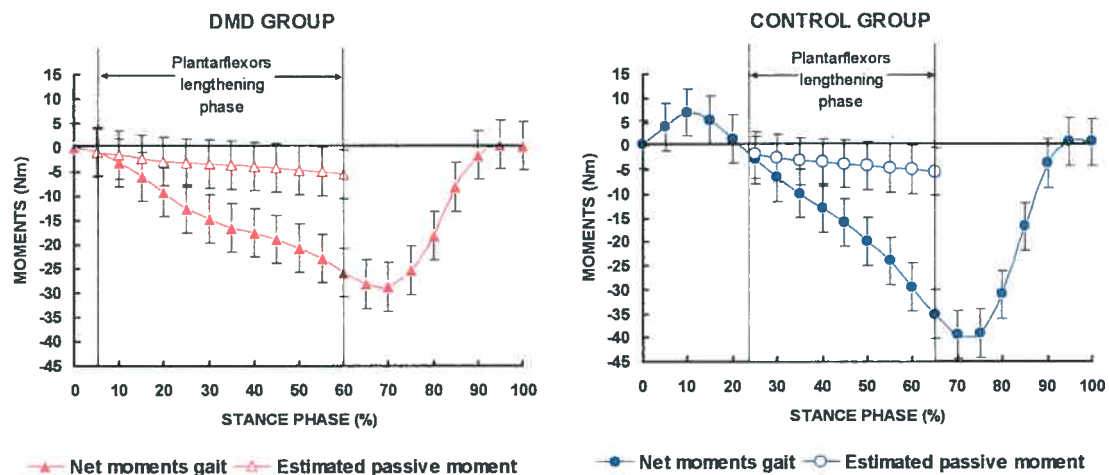 DMD GROUP
Plantarflexors
lengthening
phase
15
10
5
0
-5
-10
-15
-20
-25
-30
-35
-40
-45
MOMENTS (Nm)
0 10 20 30 40 50 60 70 80 90 100
STANCE PHASE (%)
Net moments gait Estimated passive moment
CONTROL GROUP
Plantarflexors
lengthening
phase
15
10
5
0
-5
-10
-15
-20
-25
-30
-35
-40
-45
MOMENTS (Nm)
0 10 20 30 40 50 60 70 80 90 100
STANCE PHASE (%)
Net moments gait Estimated passive moment